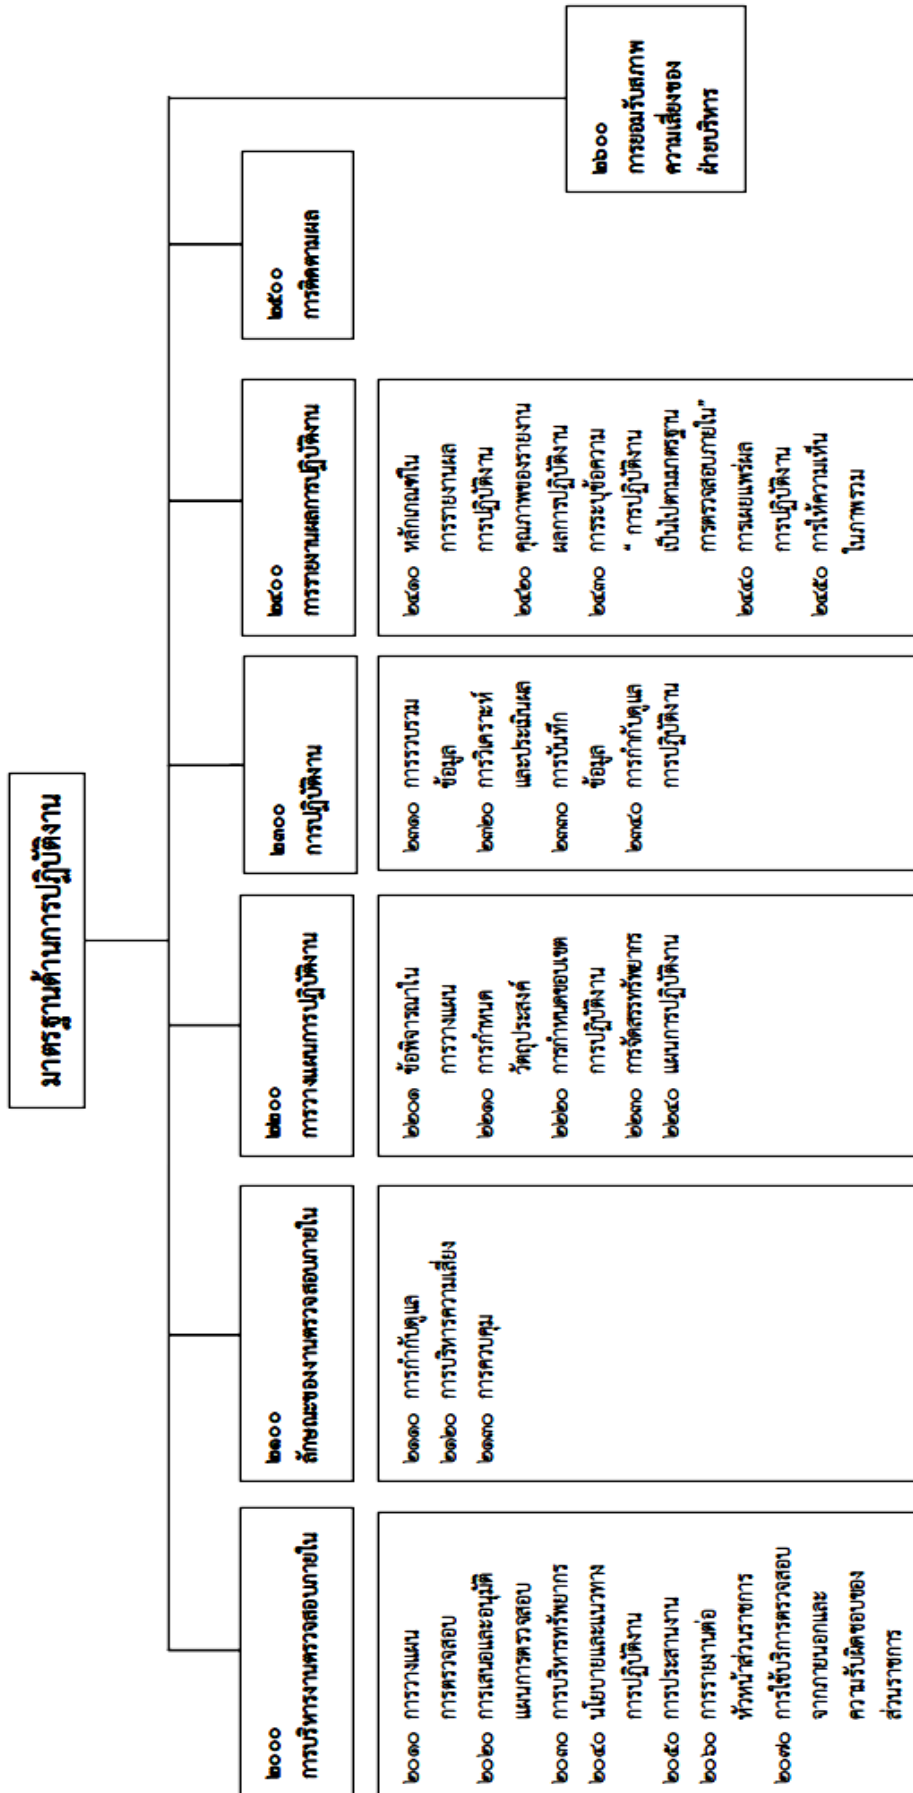 มาตรฐานด้านการปฏิบัติงาน
๒๐๐๐
การบริหารงานตรวจสอบภายใน
๒๐๑๐ การวางแผน
การตรวจสอบ
๒๐๒๐ การเสนอและอนุมัติ
แผนการตรวจสอบ
๒๐๓๐ การบริหารทรัพยากร
๒๐๔๐ นโยบายและแนวทาง
การปฏิบัติงาน
๒๐๕๐ การประสานงาน
๒๐๖๐ การรายงานต่อ
หัวหน้าส่วนราชการ
๒๐๗๐ การใช้บริการตรวจสอบ
จากภายนอกและ
ความรับผิดชอบของ
ส่วนราชการ
๒๑๐๐
ลักษณะของงานตรวจสอบภายใน
๒๑๑๐ การกำกับดูแล
๒๑๒๐ การบริหารความเสี่ยง
๒๑๓๐ การควบคุม
๒๒๐๐
การวางแผนการปฏิบัติงาน
๒๒๐๑ ข้อพิจารณาใน
การวางแผน
๒๒๑๐ การกำหนด
วัตถุประสงค์
๒๒๒๐ การกำหนดขอบเขต
การปฏิบัติงาน
๒๒๓๐ การจัดสรรทรัพยากร
๒๒๔๐ แผนการปฏิบัติงาน
๒๓๐๐
การปฏิบัติงาน
๒๓๑๐ การรวบรวม
ข้อมูล
๒๓๒๐ การวิเคราะห์
และประเมินผล
๒๓๓๐ การบันทึก
ข้อมูล
๒๓๔๐ การกำกับดูแล
การปฏิบัติงาน
๒๔๐๐
การรายงานผลการปฏิบัติงาน
๒๔๑๐ หลักเกณฑ์ใน
การรายงานผล
การปฏิบัติงาน
๒๔๒๐ คุณภาพของรายงาน
ผลการปฏิบัติงาน
๒๔๓๐ การระบุข้อความ
“ การปฏิบัติงาน
เป็นไปตามมาตรฐาน
การตรวจสอบภายใน”
๒๔๔๐ การเผยแพร่ผล
การปฏิบัติงาน
๒๔๕๐ การให้ความเห็น
ในภาพรวม
๒๕๐๐
การติดตามผล
๒๖๐๐
การยอมรับสภาพ
ความเสี่ยงของ
ฝ่ายบริหาร